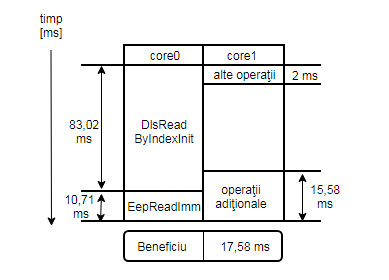 timp
[ms]
core0 core1
alte operații 2 ms
83,02
ms
DlsRead
ByIndexInit
10,71
ms
EepReadImm
operații
adiționale
15,58
ms
Beneficiu 17,58 ms